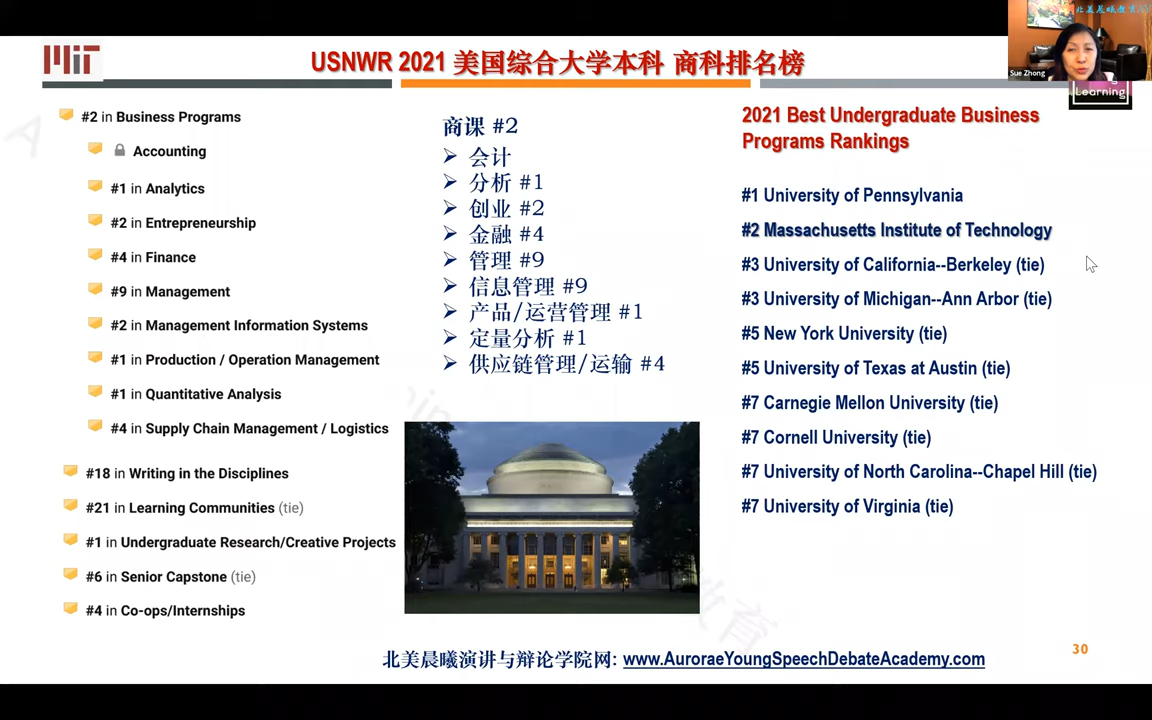 北美晨曦教育
Sue Zhong
Learning
MIT
USNWR 2021 美国综合大学本科 商科排名榜
#2 in Business Programs
Accounting
#1 in Analytics
#2 in Entrepreneurship
#4 in Finance
#9 in Management
#2 in Management Information Systems
#1 in Production / Operation Management
#1 in Quantitative Analysis
#4 in Supply Chain Management / Logistics
#18 in Writing in the Disciplines
#21 in Learning Communities (tie)
#1 in Undergraduate Research/Creative Projects
#6 in Senior Capstone (tie)
#4 in Co-ops/Internships
商课 #2
会计
分析 #1
创业 #2
金融 #4
管理 #9
信息管理 #9
产品/运营管理 #1
定量分析 #1
供应链管理/运输 #4
2021 Best Undergraduate Business
Programs Rankings
#1 University of Pennsylvania
#2 Massachusetts Institute of Technology
#3 University of California--Berkeley (tie)
#3 University of Michigan--Ann Arbor (tie)
#5 New York University (tie)
#5 University of Texas at Austin (tie)
#7 Carnegie Mellon University (tie)
#7 Cornell University (tie)
#7 University of North Carolina--Chapel Hill (tie)
#7 University of Virginia (tie)
北美晨曦演讲与辩论学院网: www.AuroraeYoungSpeechDebateAcademy.com
30